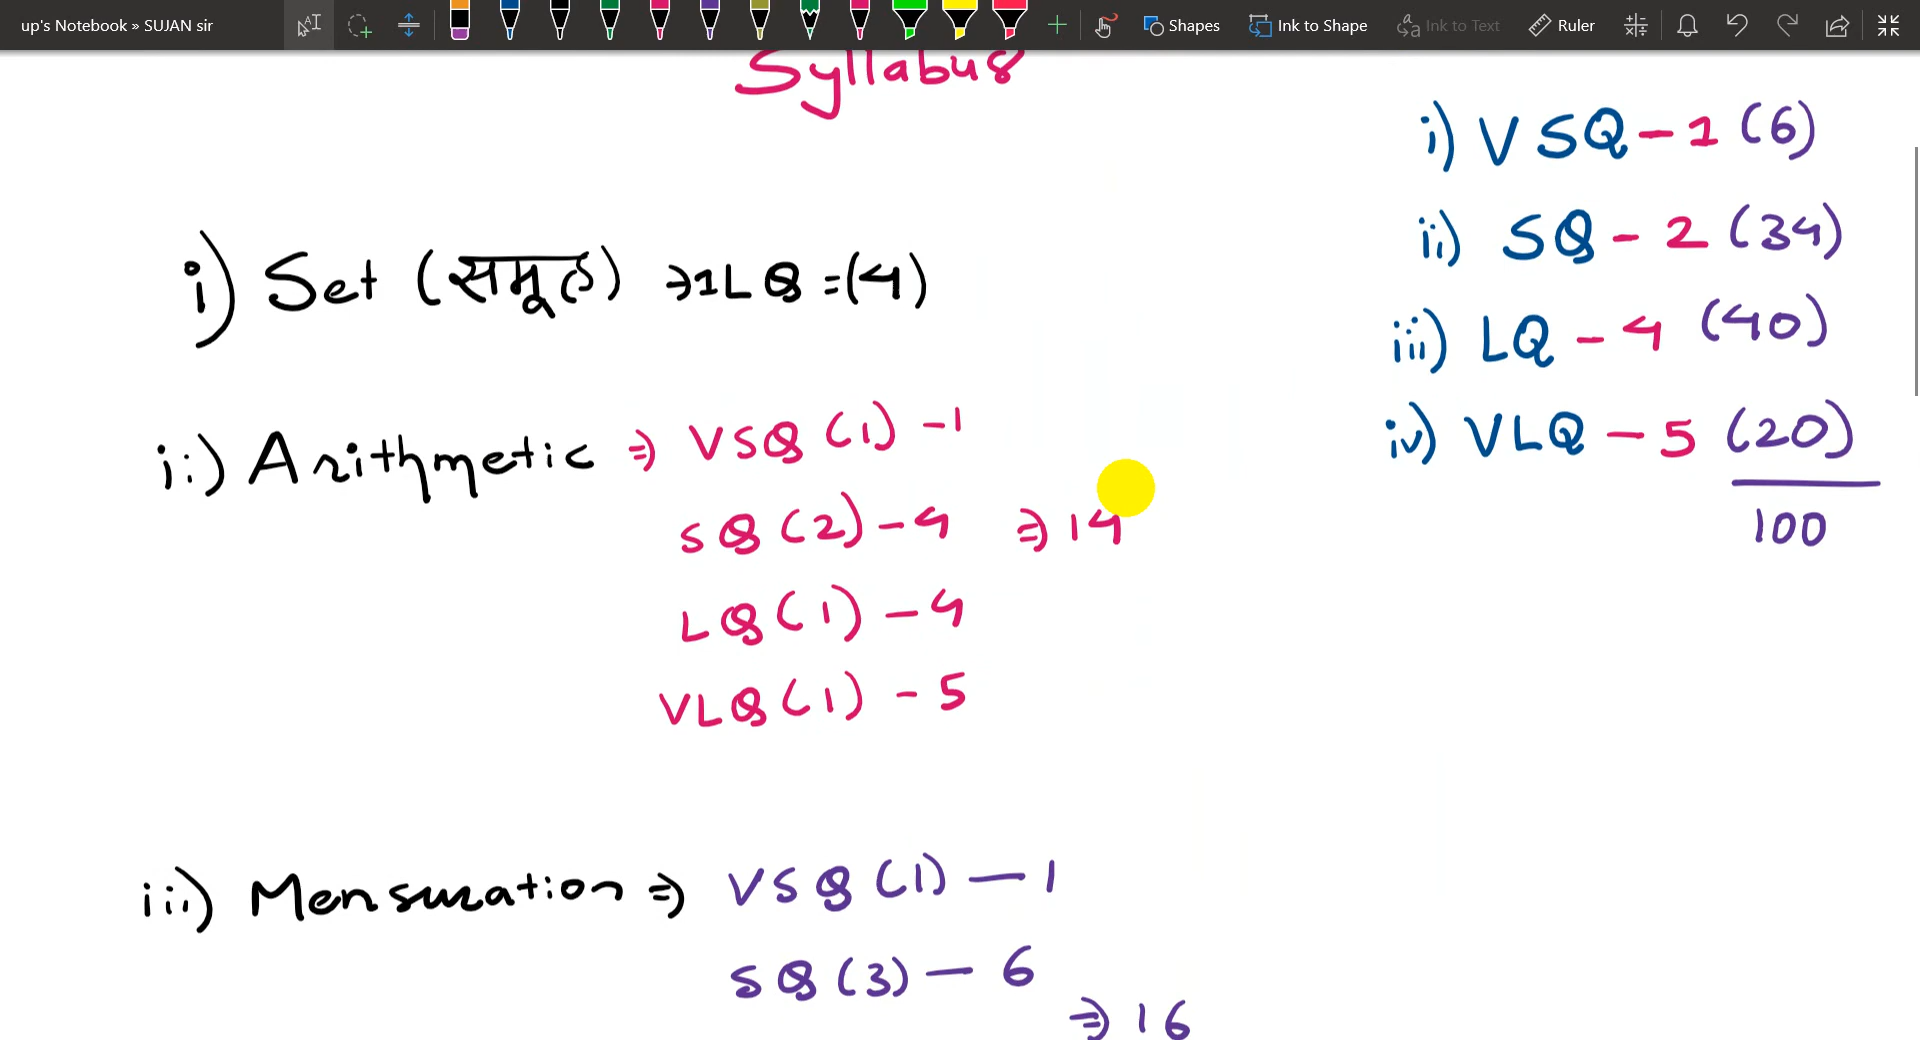 up's Notebook » SUJAN sir
Shapes
Ink to Shape
Ink to Text
Ruler
Syllabus
i) VSQ - 1 (6)
ii) SQ - 2 (34)
iii) LQ - 4 (40)
iv) VLQ - 5 (20)
100
i) Set (समूह) ⇒ 1LQ = (4)
ii) Arithmetic ⇒ VSQ (1) - 1
SQ (2) - 4 ⇒ 14
LQ (1) - 4
VLQ (1) - 5
iii) Mensuration ⇒ VSQ (1) - 1
SQ (3) - 6
⇒ 16